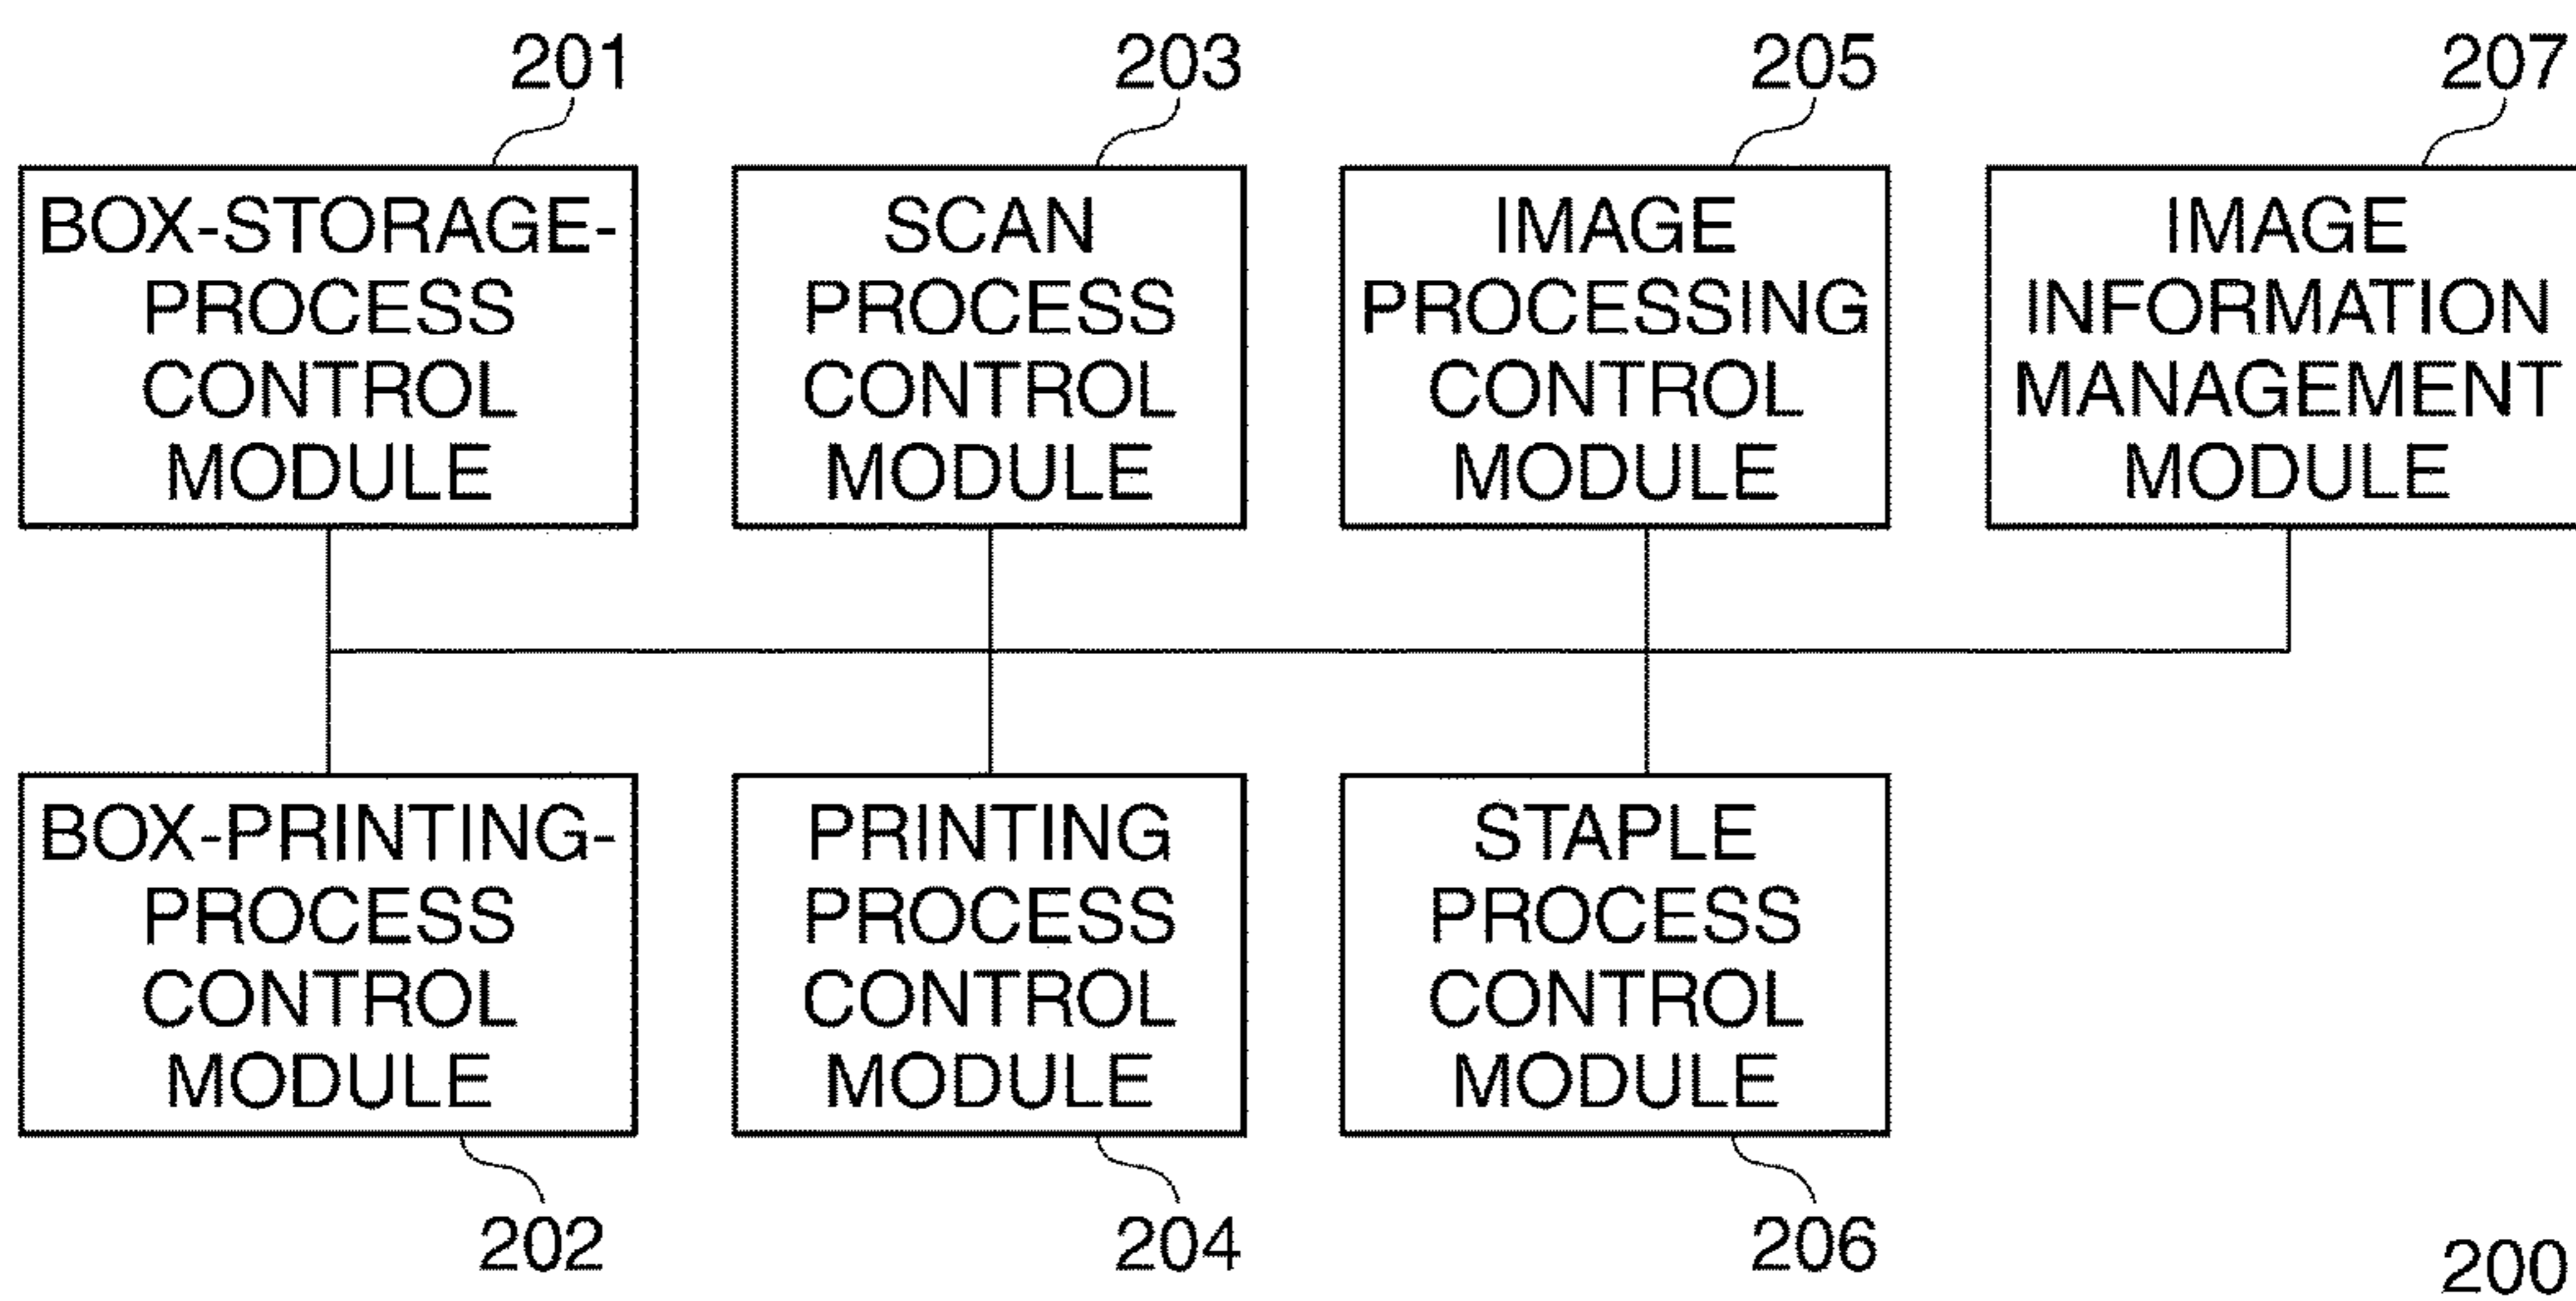 201
203
205
207
BOX-STORAGE-
PROCESS
CONTROL
MODULE
SCAN
PROCESS
CONTROL
MODULE
IMAGE
PROCESSING
CONTROL
MODULE
IMAGE
INFORMATION
MANAGEMENT
MODULE
BOX-PRINTING-
PROCESS
CONTROL
MODULE
PRINTING
PROCESS
CONTROL
MODULE
STAPLE
PROCESS
CONTROL
MODULE
202
204
206
200